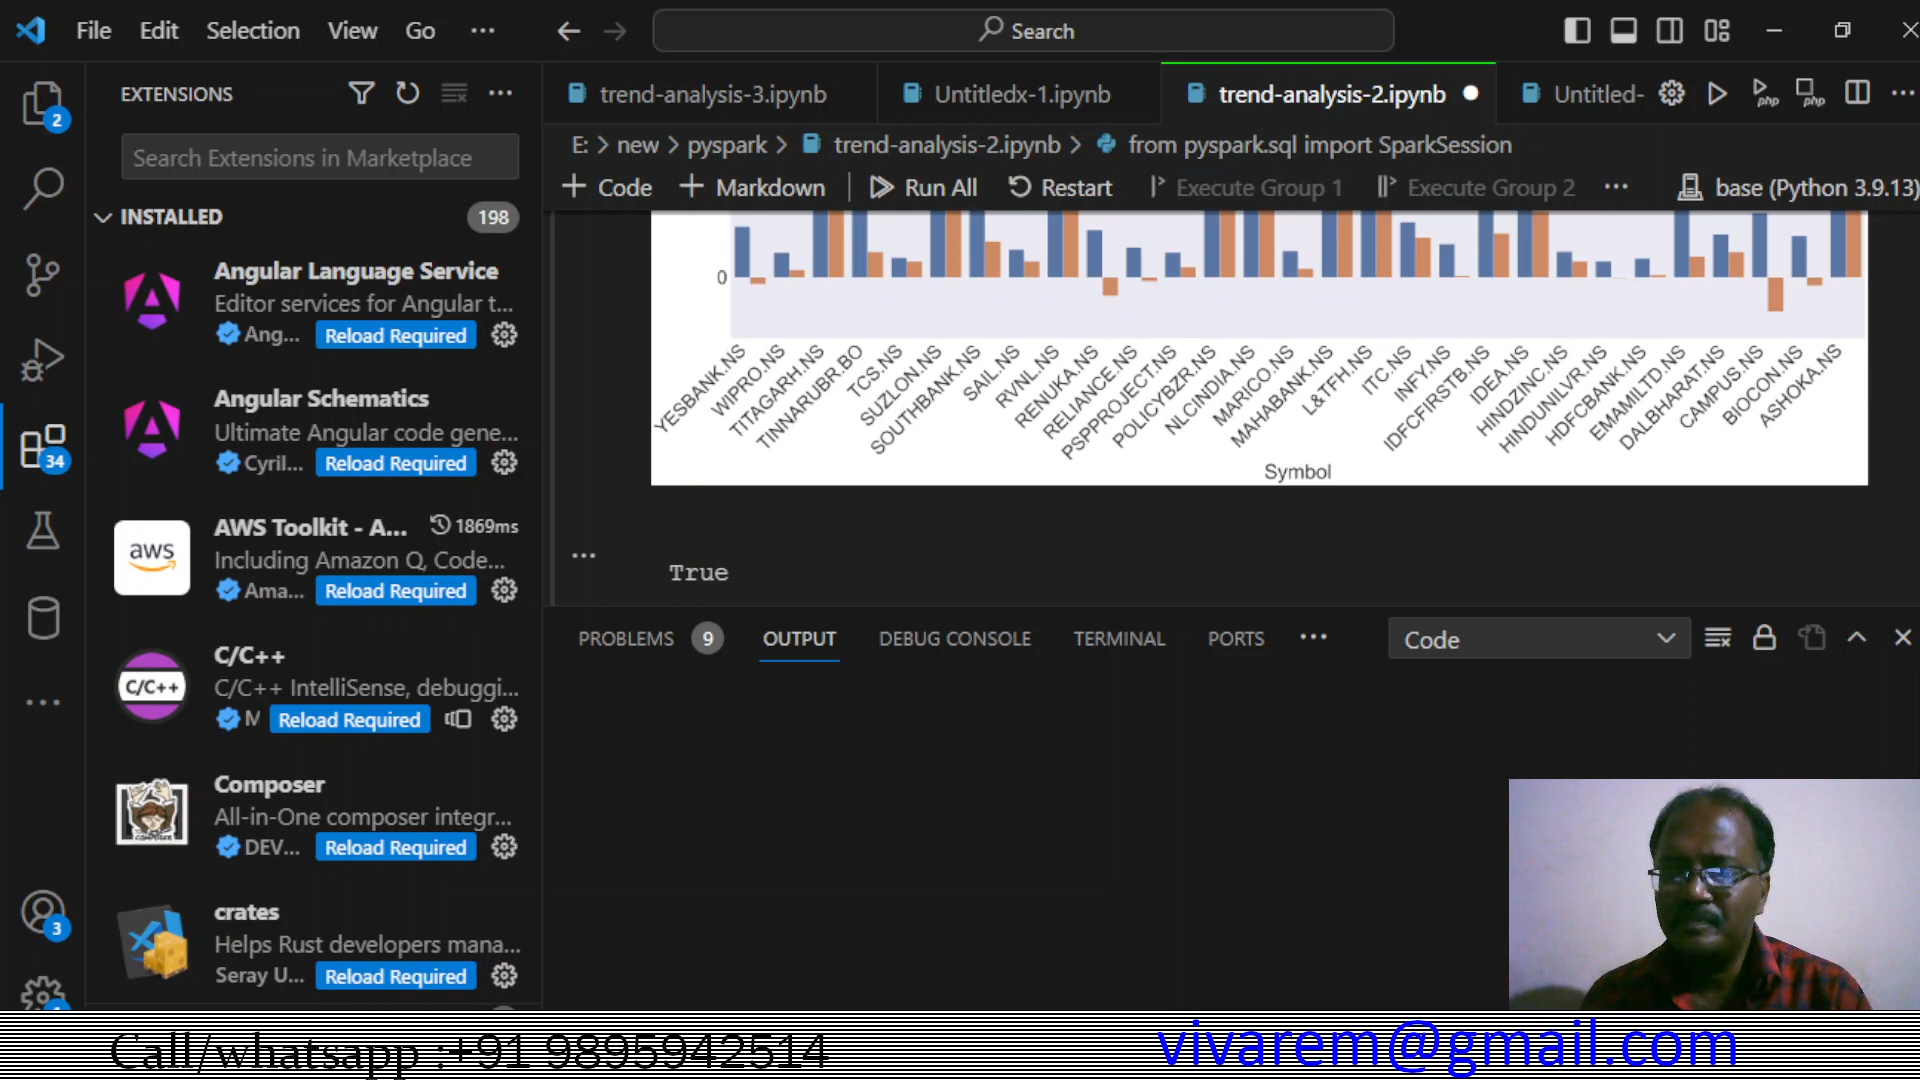 File Edit Selection View Go ... Search
EXTENSIONS
trend-analysis-3.ipynb Untitledx-1.ipynb trend-analysis-2.ipynb Untitled-
php php
Search Extensions in Marketplace
E: > new > pyspark > trend-analysis-2.ipynb > from pyspark.sql import SparkSession
+ Code + Markdown Run All Restart Execute Group 1 Execute Group 2 ... base (Python 3.9.13)
2
INSTALLED 198
Angular Language Service
Editor services for Angular t...
Ang... Reload Required
Angular Schematics
Ultimate Angular code gene...
Cyril... Reload Required
34
AWS Toolkit - A... 1869ms
aws
Including Amazon Q, Code...
Ama... Reload Required
C/C++
C/C++
C/C++ IntelliSense, debuggi...
M Reload Required
Composer
All-in-One composer integr...
DEV... Reload Required
crates
Helps Rust developers mana...
Seray U... Reload Required
3
0
YESBANK.NS
WIPRO.NS
TITAGARH.NS
TINNARUBR.BO
TCS.NS
SUZLON.NS
SOUTHBANK.NS
SAIL.NS
RVNL.NS
RENUKA.NS
RELIANCE.NS
PSPPROJECT.NS
POLICYBZR.NS
NLCINDIA.NS
MARICO.NS
MAHABANK.NS
L&TFH.NS
ITC.NS
INFY.NS
IDFCFIRSTB.NS
IDEA.NS
HINDZINC.NS
HINDUNILVR.NS
HDFCBANK.NS
EMAMILTD.NS
DALBHARAT.NS
CAMPUS.NS
BIOCON.NS
ASHOKA.NS
Symbol
...
True
PROBLEMS 9 OUTPUT DEBUG CONSOLE TERMINAL PORTS ... Code
Call/whatsapp :+91 9895942514
vivarem@gmail.com